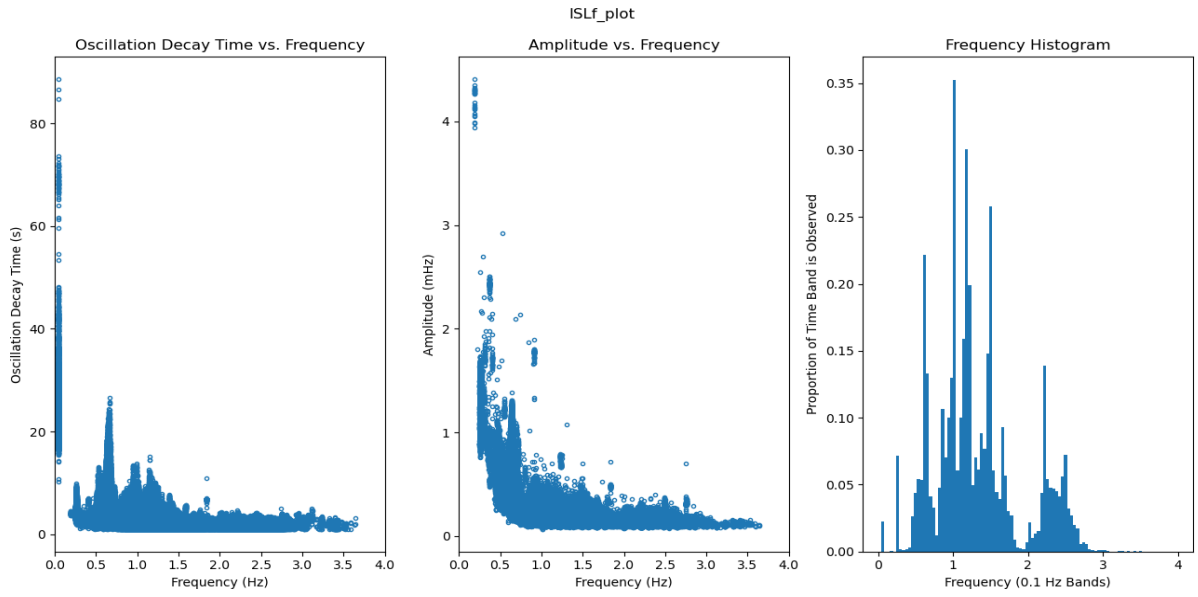 ISLf_plot
Oscillation Decay Time vs. Frequency
Oscillation Decay Time (s)
80
60
40
20
0
0.0 0.5 1.0 1.5 2.0 2.5 3.0 3.5 4.0
Frequency (Hz)
Amplitude vs. Frequency
Amplitude (mHz)
4
3
2
1
0
0.0 0.5 1.0 1.5 2.0 2.5 3.0 3.5 4.0
Frequency (Hz)
Frequency Histogram
Proportion of Time Band is Observed
0.35
0.30
0.25
0.20
0.15
0.10
0.05
0.00
0 1 2 3 4
Frequency (0.1 Hz Bands)